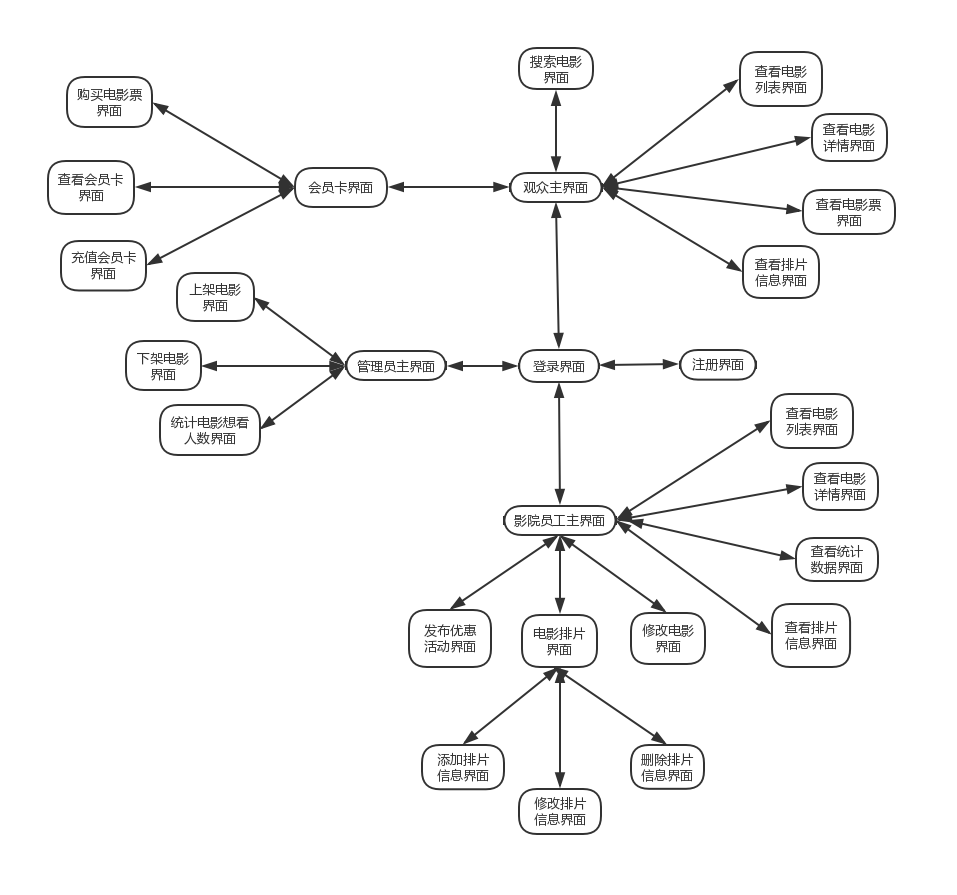 搜索电影
界面
查看电影
列表界面
购买电影票
界面
查看电影
详情界面
查看会员卡
界面
会员卡界面
观众主界面
查看电影票
界面
充值会员卡
界面
查看排片
信息界面
上架电影
界面
下架电影
界面
管理员主界面
登录界面
注册界面
统计电影想看
人数界面
查看电影
列表界面
查看电影
详情界面
影院员工主界面
查看统计
数据界面
发布优惠
活动界面
电影排片
界面
修改电影
界面
查看排片
信息界面
添加排片
信息界面
修改排片
信息界面
删除排片
信息界面